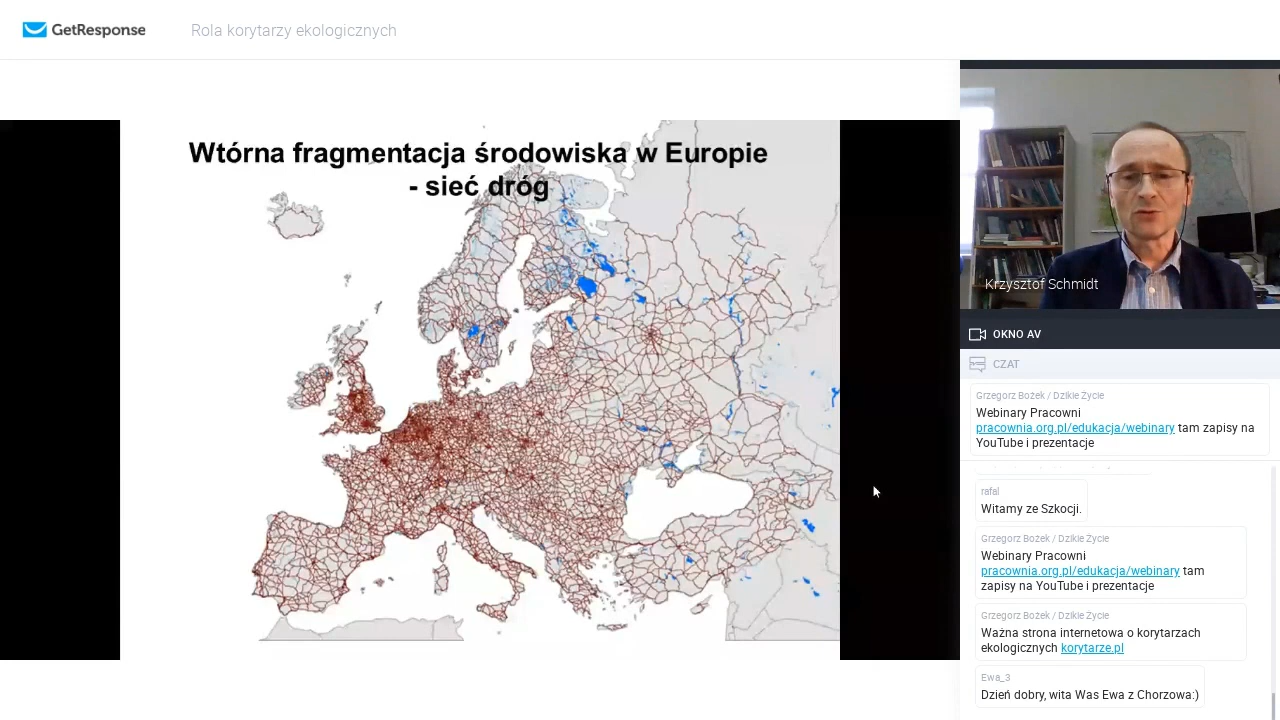 GetResponse
Rola korytarzy ekologicznych
Wtórna fragmentacja środowiska w Europie
- sieć dróg
Krzysztof Schmidt
OKNO AV
CZAT
Grzegorz Bożek / Dzikie Życie
Webinary Pracowni
pracownia.org.pl/edukacja/webinary tam zapisy na
YouTube i prezentacje
rafal
Witamy ze Szkocji.
Grzegorz Bożek / Dzikie Życie
Webinary Pracowni
pracownia.org.pl/edukacja/webinary tam
zapisy na YouTube i prezentacje
Grzegorz Bożek / Dzikie Życie
Ważna strona internetowa o korytarzach
ekologicznych korytarze.pl
Ewa_3
Dzień dobry, wita Was Ewa z Chorzowa:)